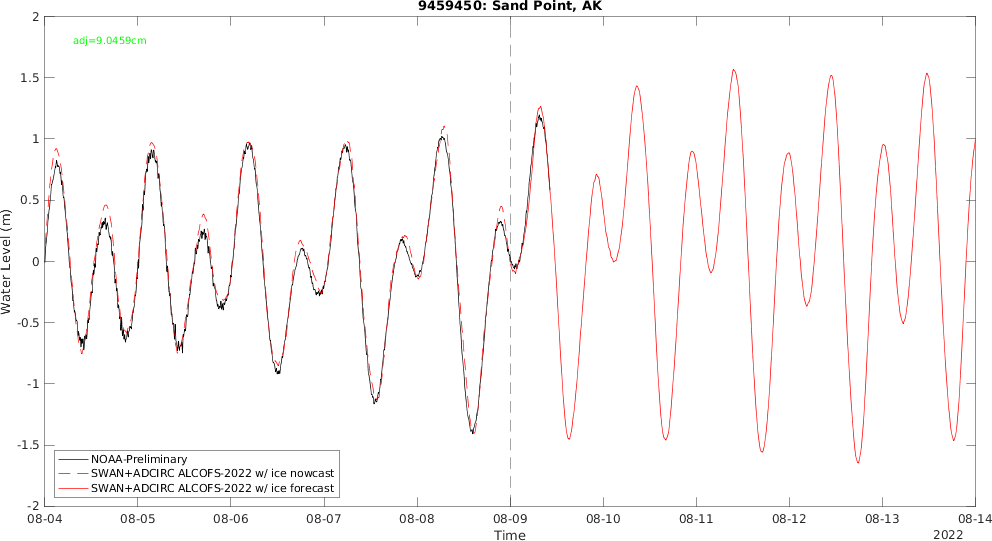 9459450: Sand Point, AK
adj=9.0459cm
2
1.5
1
0.5
0
-0.5
-1
-1.5
-2
Water Level (m)
NOAA-Preliminary
SWAN+ADCIRC ALCOFS-2022 w/ ice nowcast
SWAN+ADCIRC ALCOFS-2022 w/ ice forecast
08-04 08-05 08-06 08-07 08-08 08-09 08-10 08-11 08-12 08-13 08-14
Time
2022